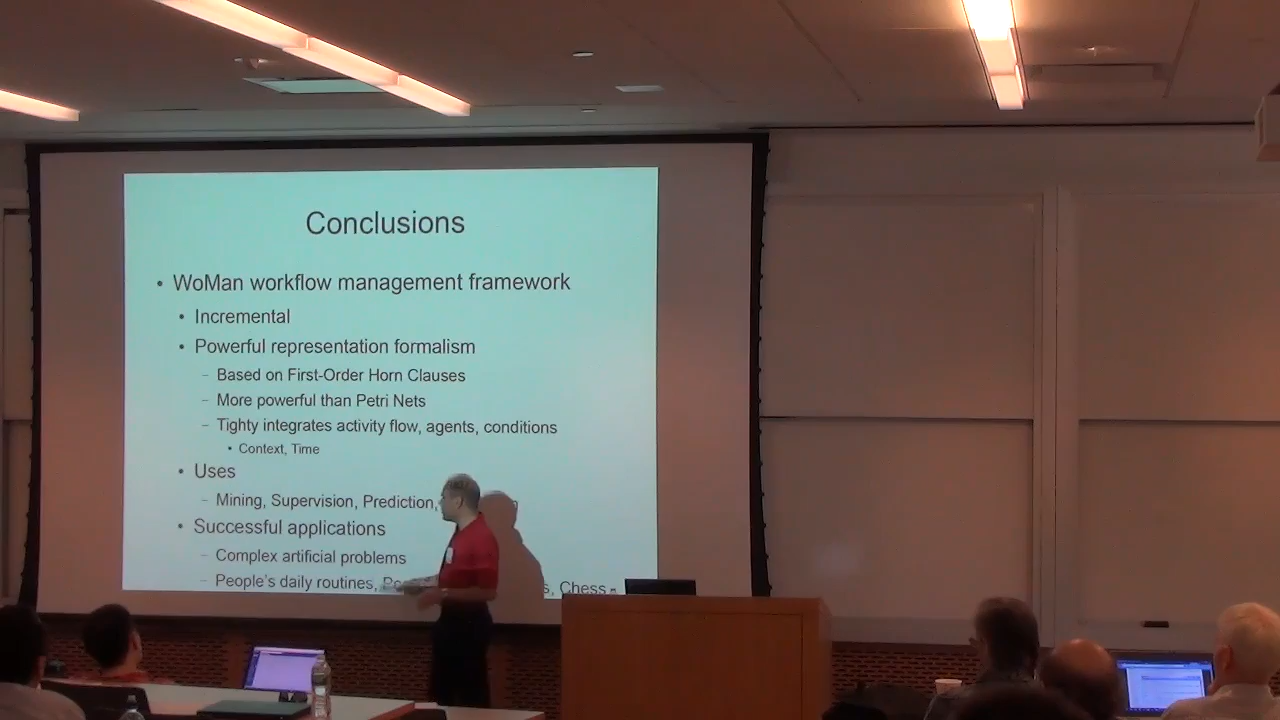 Conclusions
• WoMan workflow management framework
• Incremental
• Powerful representation formalism
– Based on First-Order Horn Clauses
– More powerful than Petri Nets
– Tighty integrates activity flow, agents, conditions
• Context, Time
• Uses
– Mining, Supervision, Prediction,
• Successful applications
– Complex artificial problems
– People's daily routines, Chess